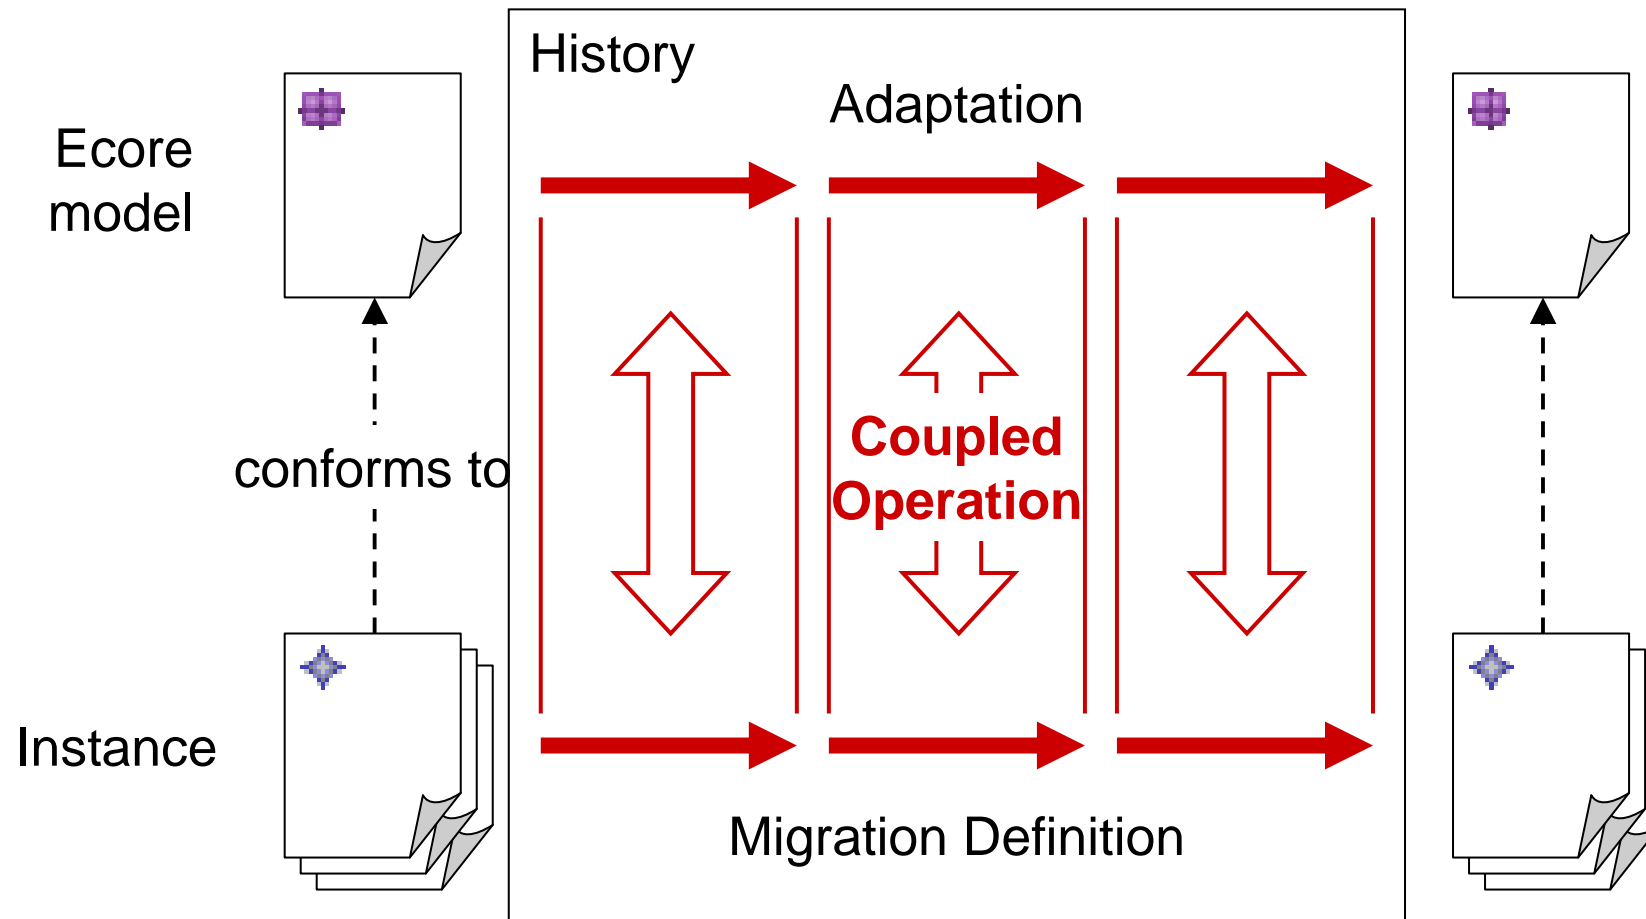 History
Adaptation
Ecore
model
Coupled
conforms to
Operation
Instance
Migration Definition